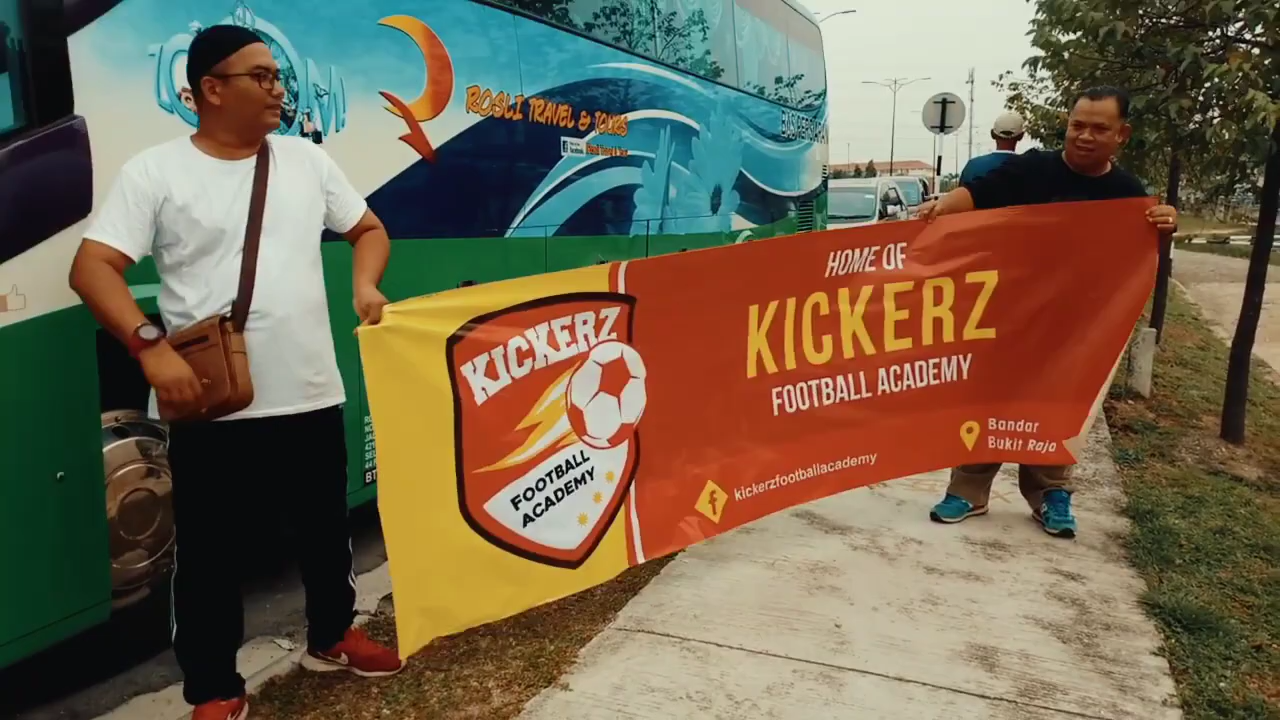 ROSLI TRAVEL & TOURS
HOME OF
KICKERZ
FOOTBALL ACADEMY
KICKERZ
FOOTBALL
ACADEMY
kickerzfootballacademy
Bandar
Bukit Raja